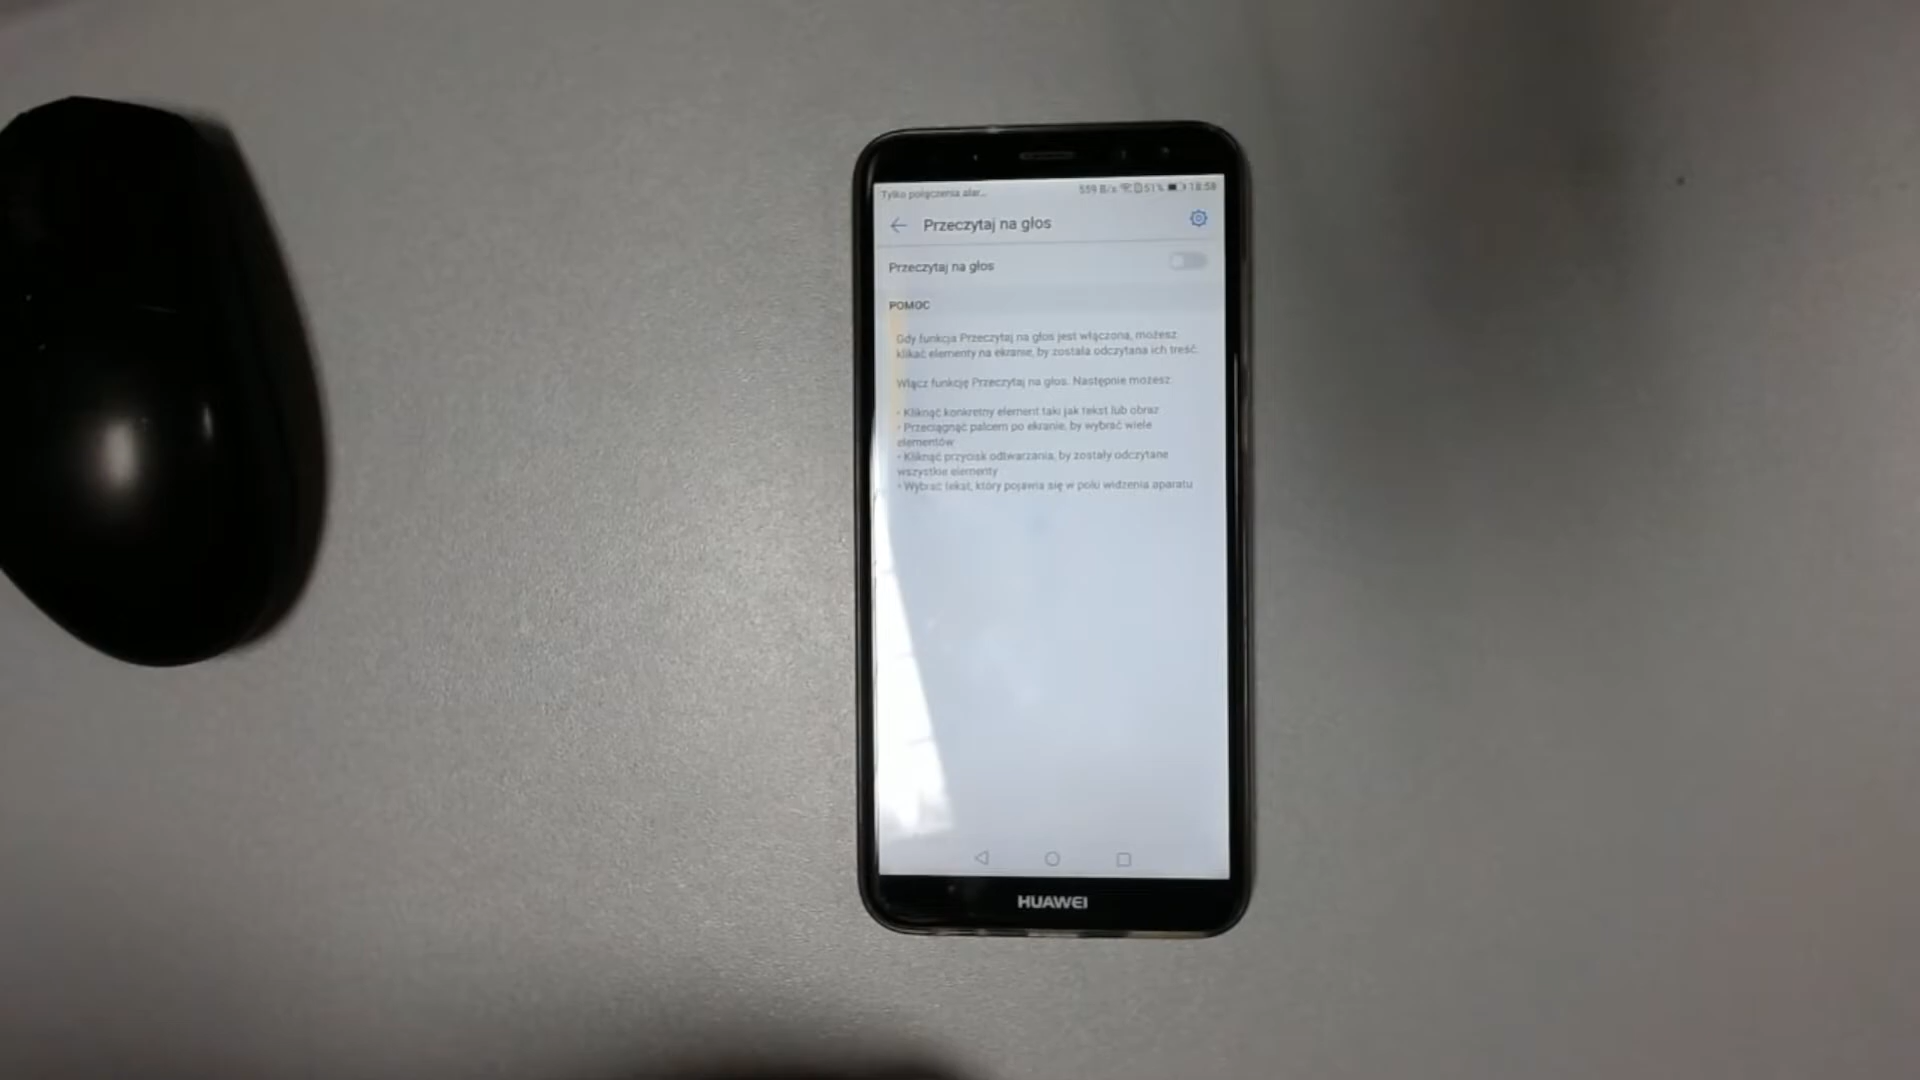 Tylko połączenia alar... 559 B/s 51% 18:58
Przeczytaj na głos
Przeczytaj na głos
POMOC
Gdy funkcja Przeczytaj na głos jest włączona, możesz
klikać elementy na ekranie, by została odczytana ich treść.
Włącz funkcję Przeczytaj na głos. Następnie możesz:
• Kliknąć konkretny element taki jak tekst lub obraz
• Przeciągnąć palcem po ekranie, by wybrać wiele
elementów
• Kliknąć przycisk odtwarzania, by zostały odczytane
wszystkie elementy
• Wybrać tekst, który pojawia się w polu widzenia aparatu
HUAWEI